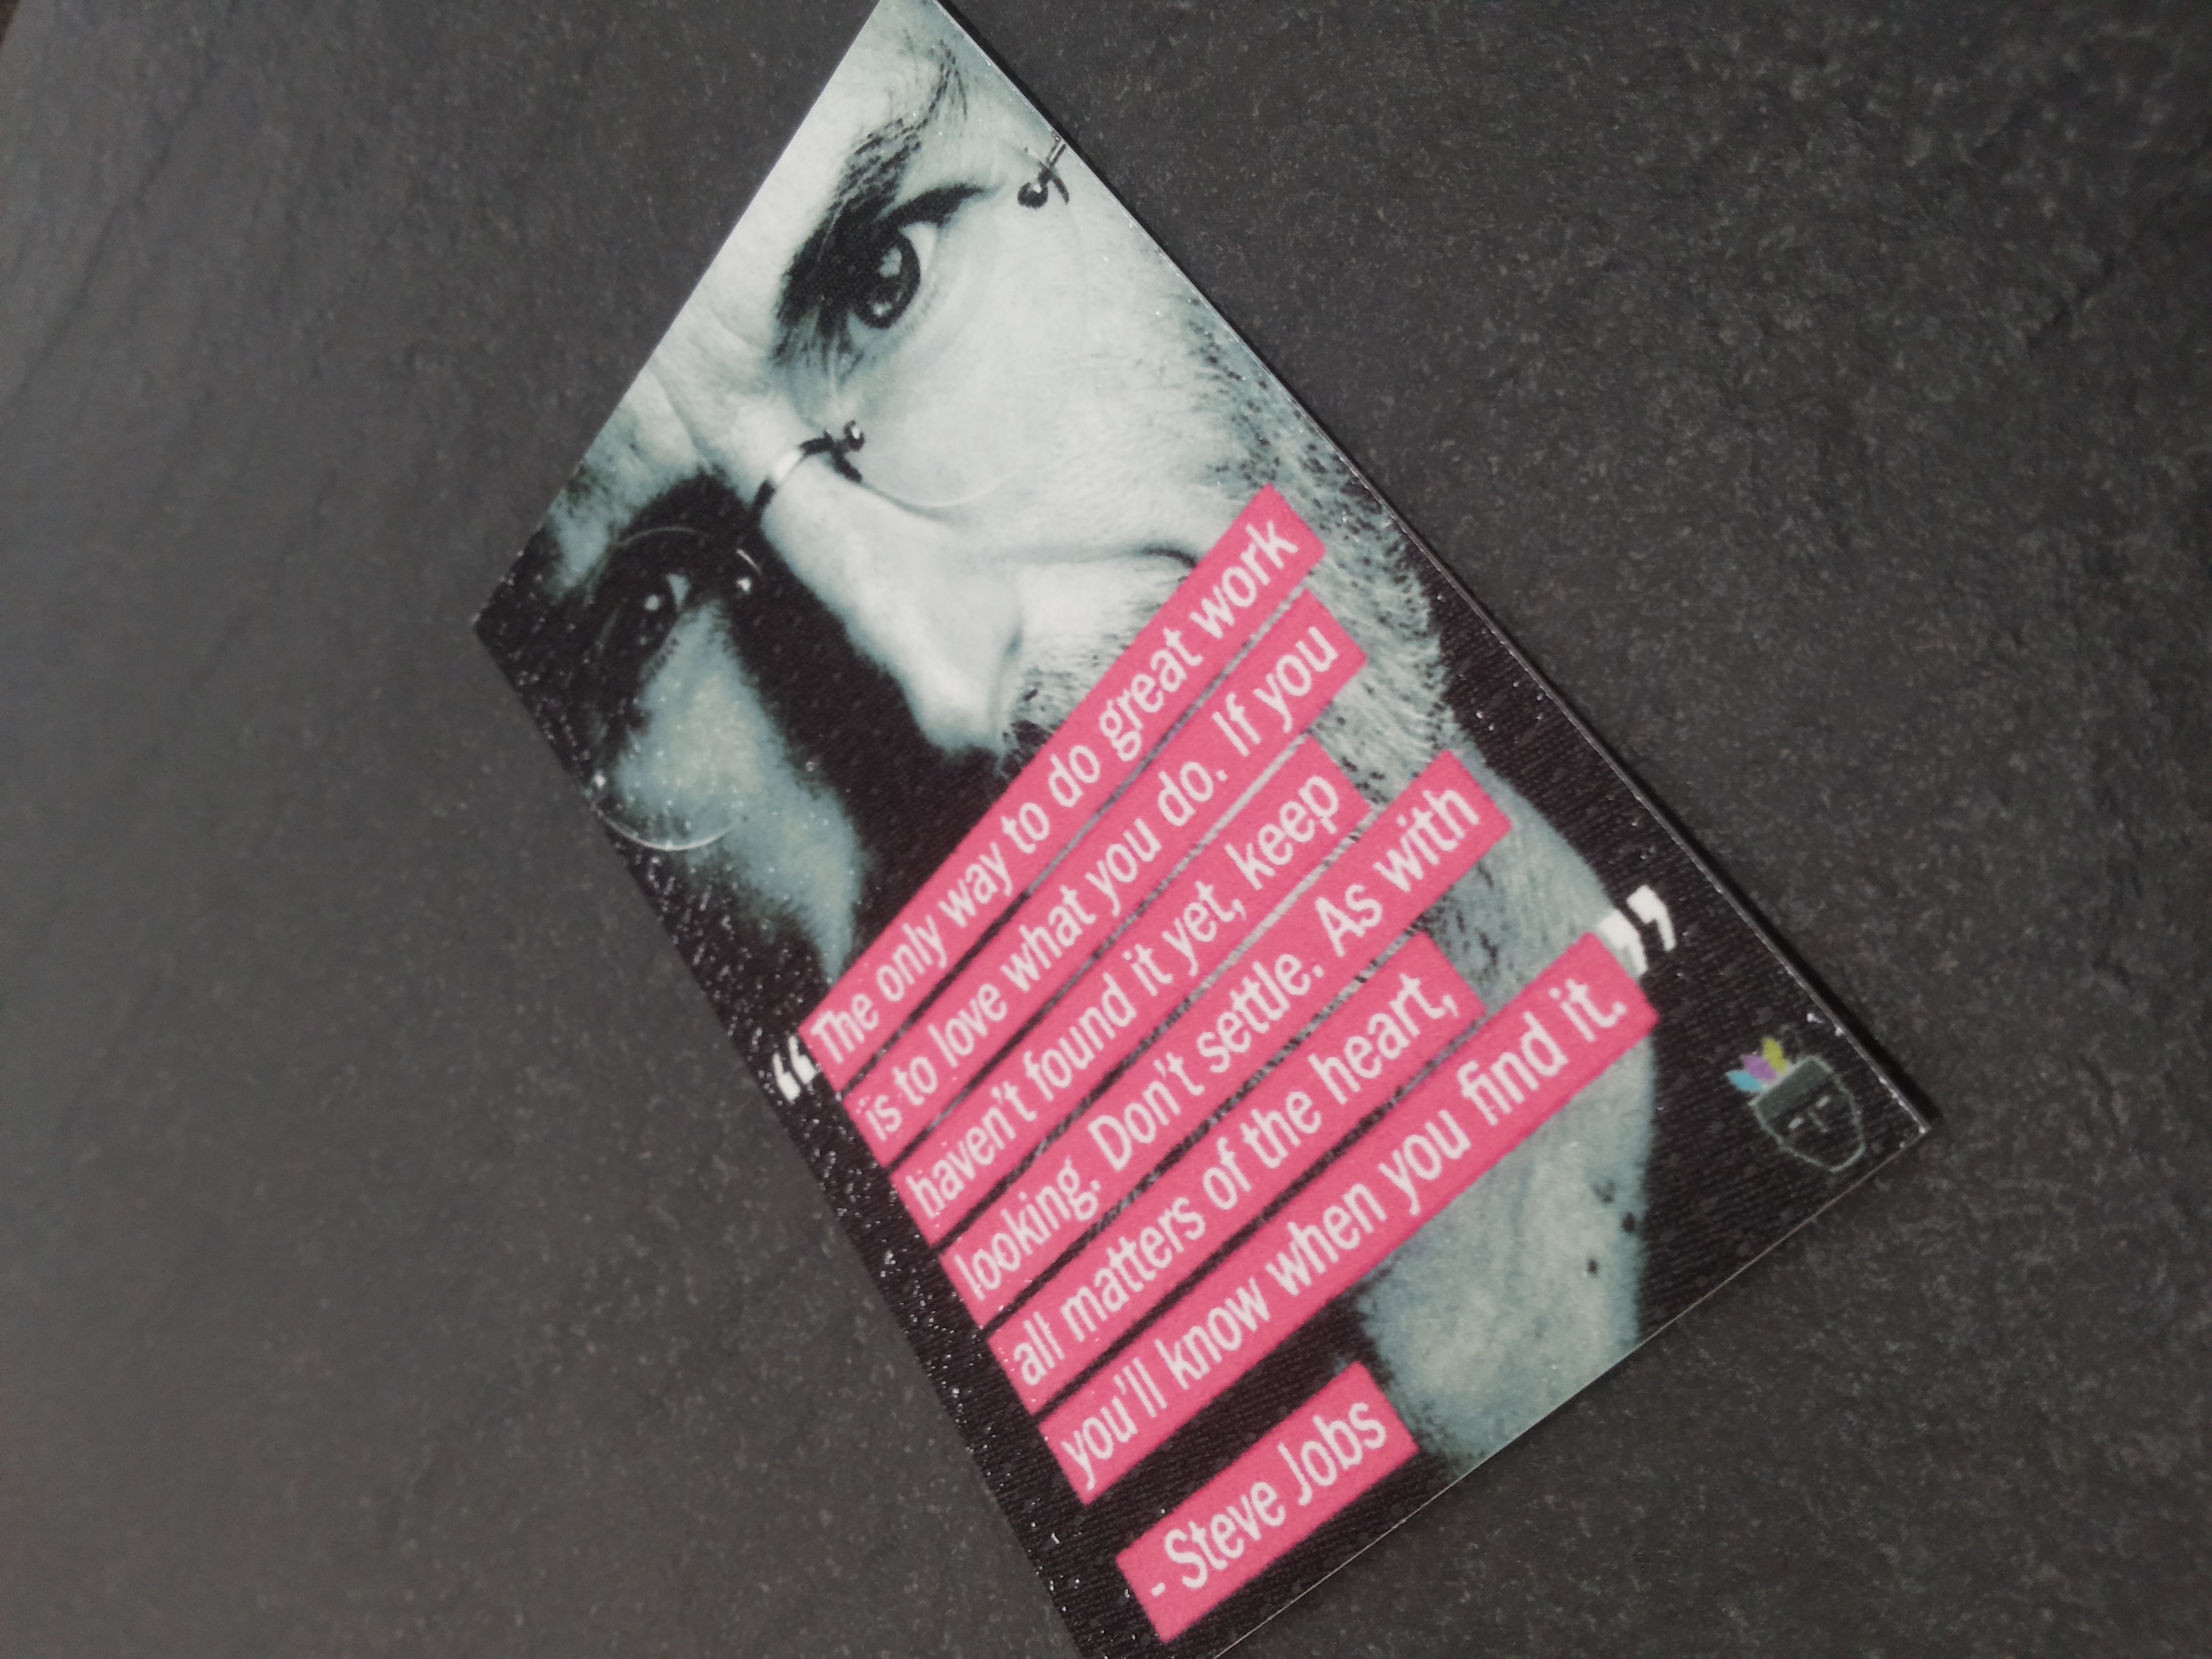 “The only way to do great work
is to love what you do. If you
haven't found it yet, keep
looking. Don't settle. As with
all matters of the heart,
you'll know when you find it.”
- Steve Jobs